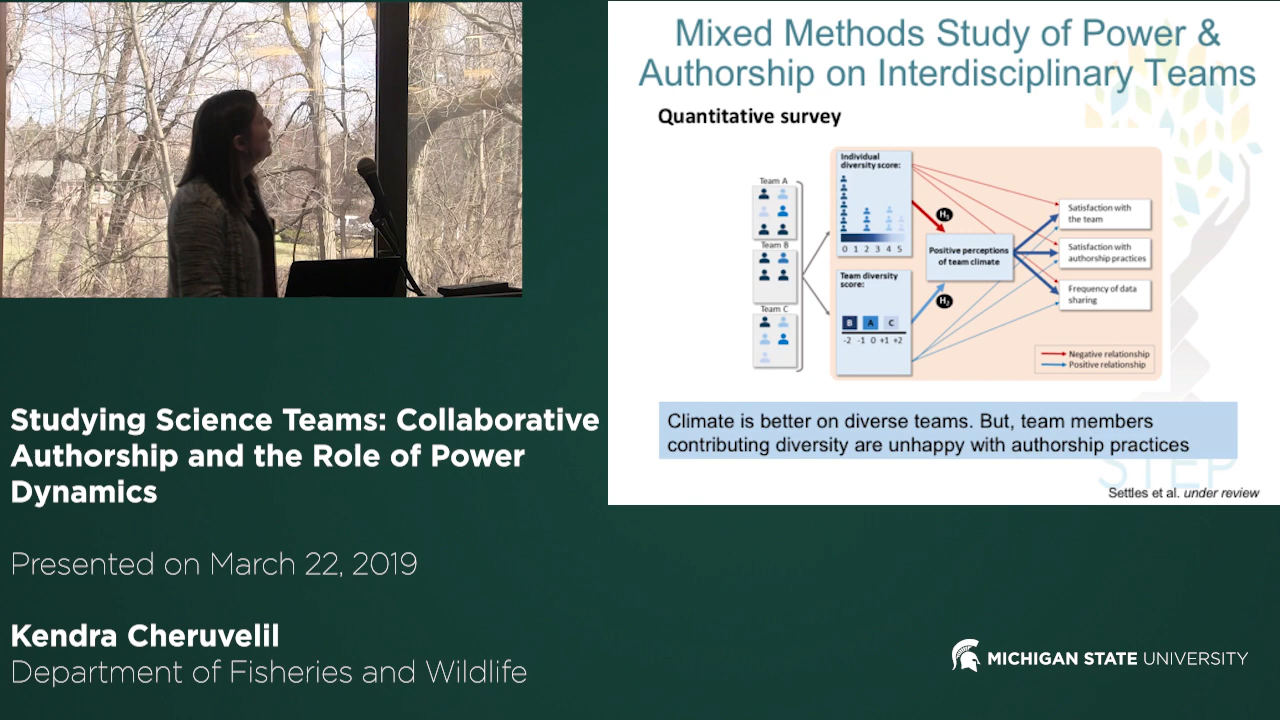 Mixed Methods Study of Power &
Authorship on Interdisciplinary Teams
Quantitative survey
Team A
Team B
Team C
Individual
diversity score:
0 1 2 3 4 5
Team diversity
score:
B A C
-2 -1 0 +1 +2
H1
H2
Positive perceptions
of team climate
Satisfaction with
the team
Satisfaction with
authorship practices
Frequency of data
sharing
Negative relationship
Positive relationship
Climate is better on diverse teams. But, team members
contributing diversity are unhappy with authorship practices
STEP
Settles et al. under review
Studying Science Teams: Collaborative
Authorship and the Role of Power
Dynamics
Presented on March 22, 2019
Kendra Cheruvelil
Department of Fisheries and Wildlife
MICHIGAN STATE UNIVERSITY